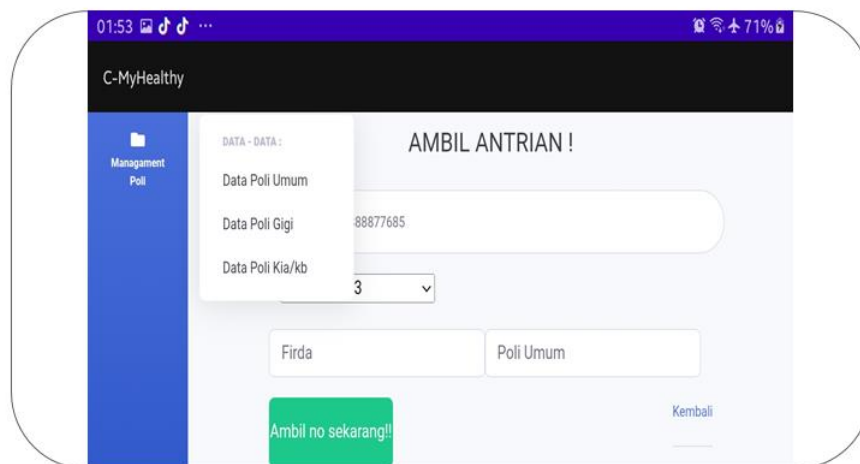 01:53 ... 71%
C-MyHealthy
Managament
Poli
DATA - DATA :
Data Poli Umum
Data Poli Gigi
Data Poli Kia/kb
AMBIL ANTRIAN !
88877685
3
Firda
Poli Umum
Ambil no sekarang!!
Kembali